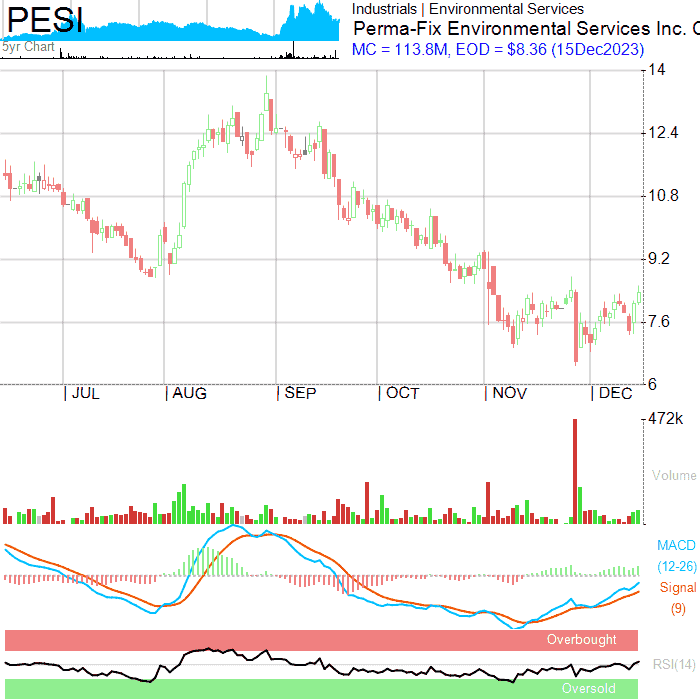 PESI
5yr Chart
Industrials | Environmental Services
Perma-Fix Environmental Services Inc. C
MC = 113.8M, EOD = $8.36 (15Dec2023)
14
12.4
10.8
9.2
7.6
6
| JUL | AUG | SEP | OCT | NOV | DEC
472k
Volume
MACD
(12-26)
Signal
(9)
Overbought
RSI(14)
Oversold